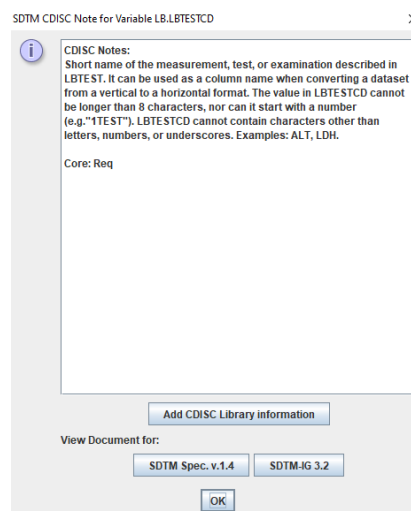 SDTM CDISC Note for Variable LB.LBTESTCD
CDISC Notes:
Short name of the measurement, test, or examination described in
LBTEST. It can be used as a column name when converting a dataset
from a vertical to a horizontal format. The value in LBTESTCD cannot
be longer than 8 characters, nor can it start with a number
(e.g."1TEST"). LBTESTCD cannot contain characters other than
letters, numbers, or underscores. Examples: ALT, LDH.
Core: Req
Add CDISC Library information
View Document for:
SDTM Spec. v.1.4 SDTM-IG 3.2
OK